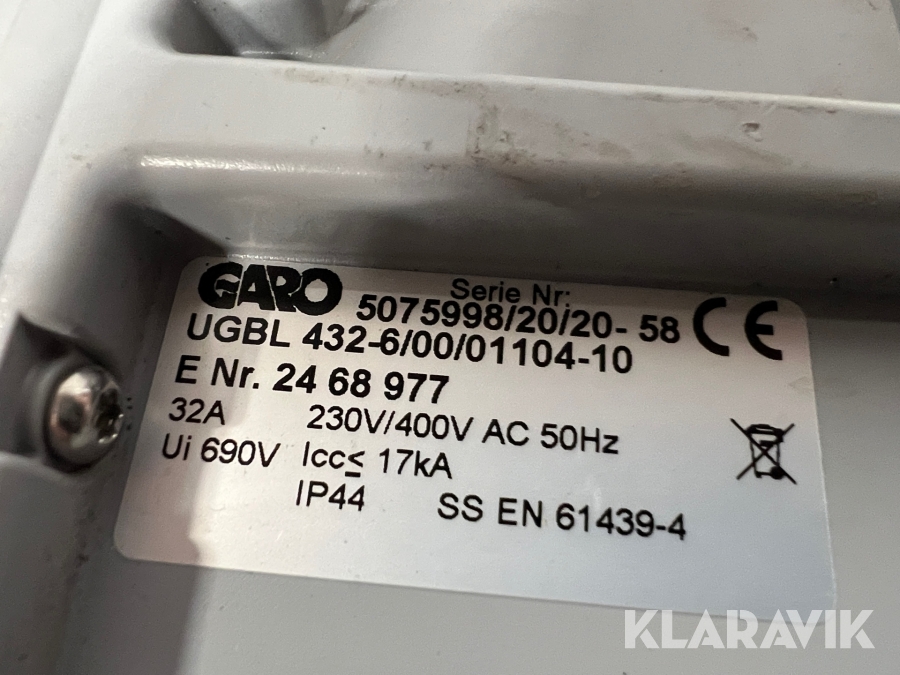 GARO
Serie Nr:
5075998/20/20- 58
CE
UGBL 432-6/00/01104-10
E Nr. 24 68 977
32A 230V/400V AC 50Hz
Ui 690V Icc≤ 17kA
IP44 SS EN 61439-4
KLARAVIK